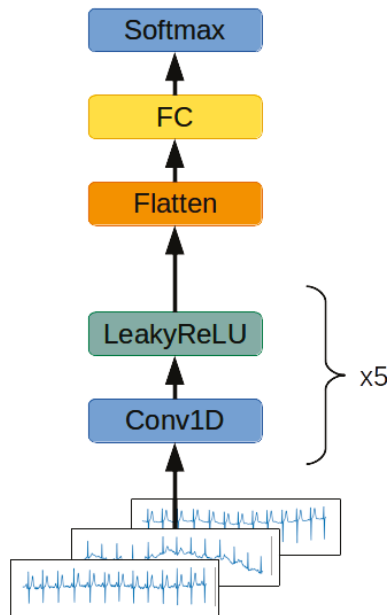 Softmax
FC
Flatten
LeakyReLU
x5
Conv1D